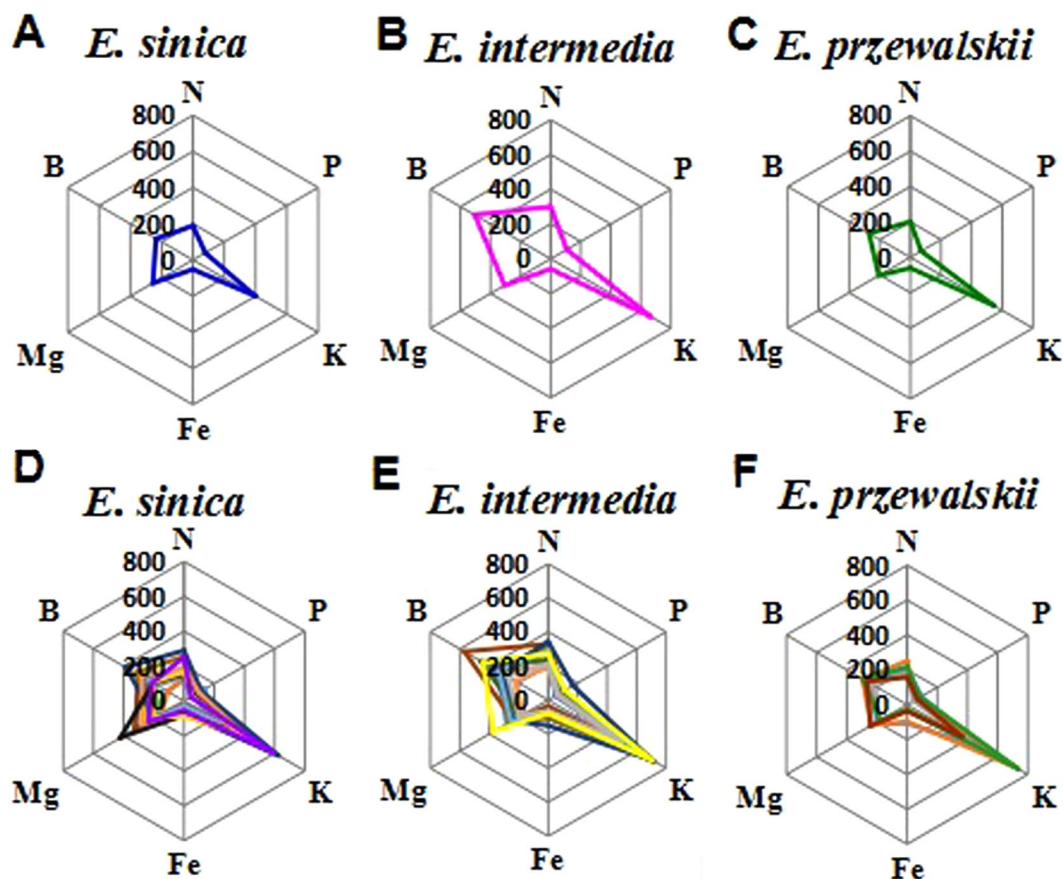 A E. sinica
B E. intermedia
C E. przewalskii
N
800
600
400
200
0
B
P
Mg
K
Fe
N
800
600
400
200
0
B
P
Mg
K
Fe
N
800
600
400
200
0
B
P
Mg
K
Fe
D E. sinica
E E. intermedia
F E. przewalskii
N
800
600
400
200
0
B
P
Mg
K
Fe
N
800
600
400
200
0
B
P
Mg
K
Fe
N
800
600
400
200
0
B
P
Mg
K
Fe